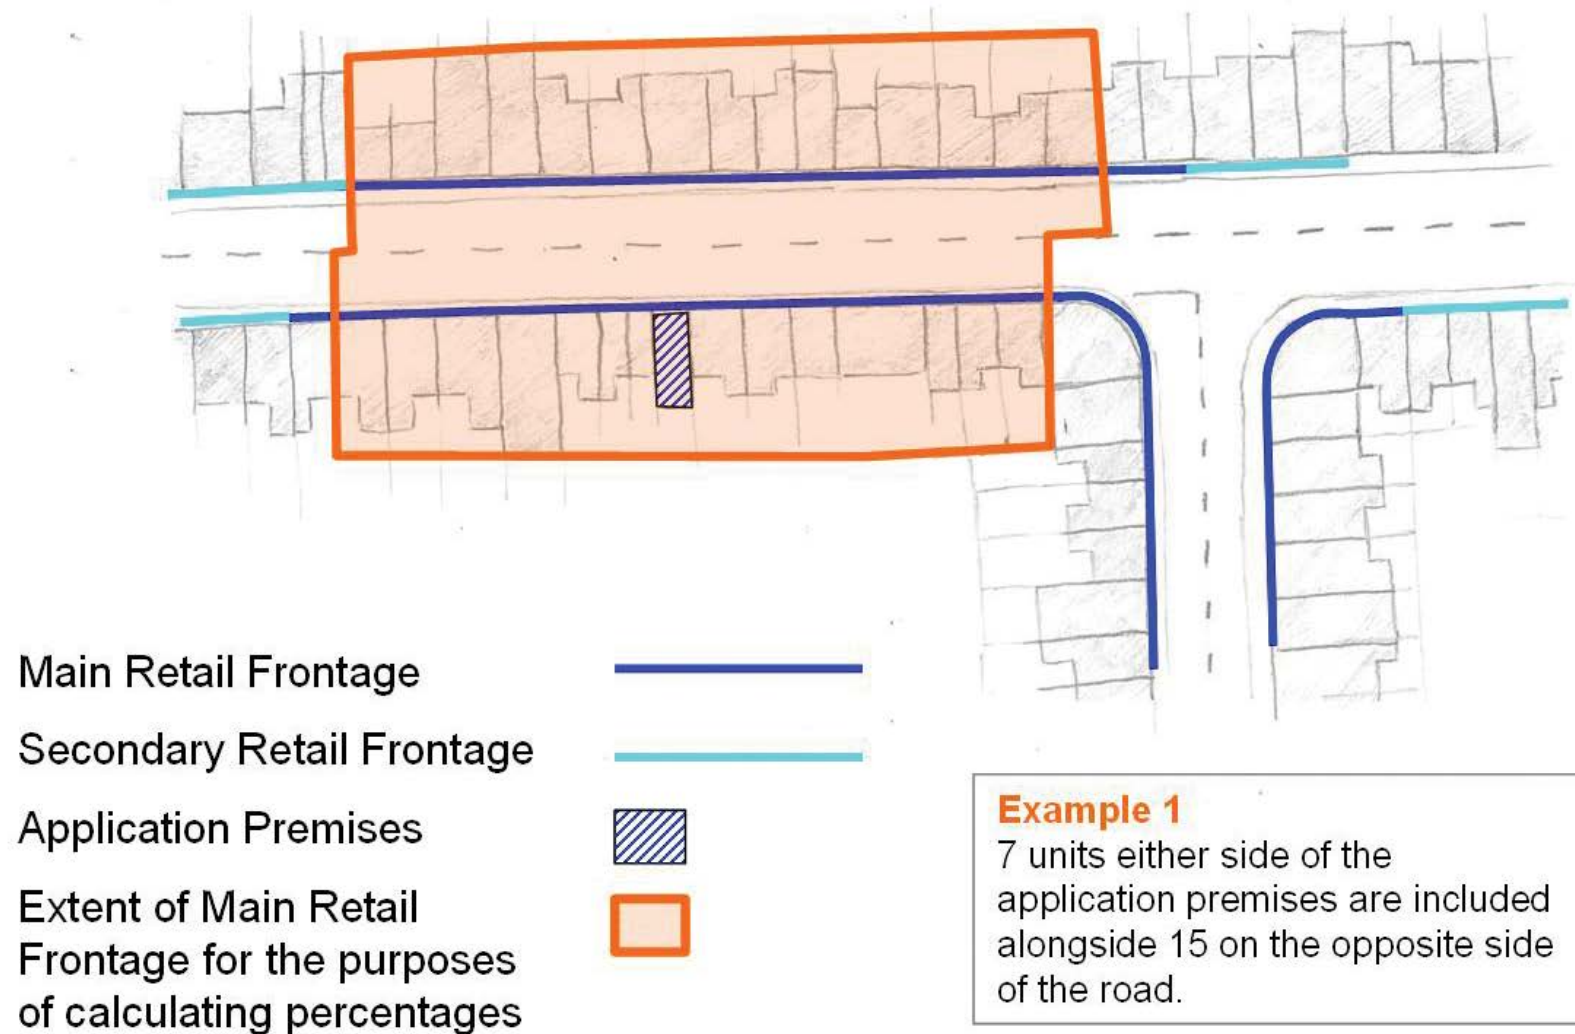 Main Retail Frontage
Secondary Retail Frontage
Application Premises
Extent of Main Retail
Frontage for the purposes
of calculating percentages
Example 1
7 units either side of the
application premises are included
alongside 15 on the opposite side
of the road.